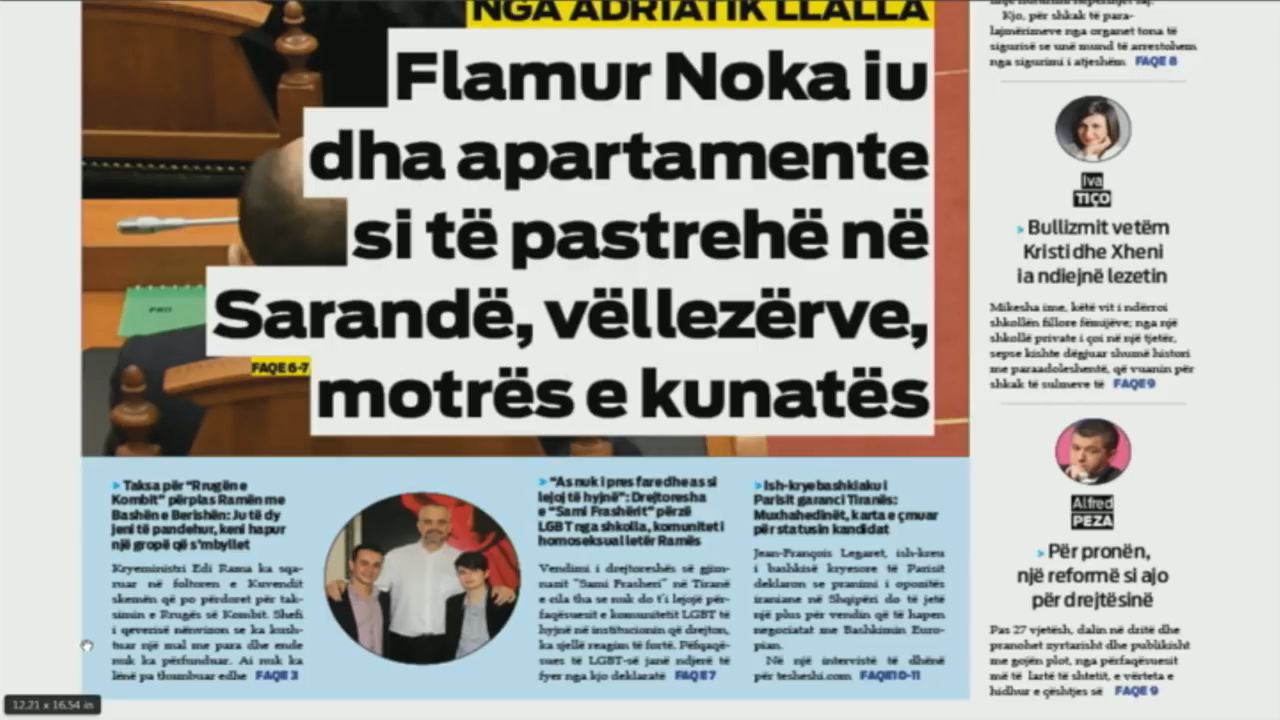 NGA ADRIATIK LLALLA
Flamur Noka iu
dha apartamente
si të pastrehë në
Sarandë, vëllezërve,
motrës e kunatës
FAQE 6-7
Taksa për “Rrugën e
Kombit” përplas Ramën me
Bashën e Berishën: Ju të dy
jeni të pandehur, keni hapur
një gropë që s'mbyllet
Kryeministri Edi Rama ka sqa-
ruar në foltoren e Kuvendit
skemën që po përdoret për tak-
simin e Rrugës së Kombit. Shefi
i qeverisë nënvizon se ka kush-
tuar një mal me para dhe ende
nuk ka përfunduar. Ai nuk ka
lënë pa thumbuar edhe FAQE 3
“As nuk i pres fare dhe as si
lejoj të hyjnë”: Drejtoresha
e “Sami Frashërit” përzë
LGBT nga shkolla, komuniteti
homoseksual letër Ramës
Vendimi i drejtoreshës së gjim-
nazit “Sami Frasheri” në Tiranë
e cila tha se nuk do t'i lejojë për-
faqësuesit e komunitetit LGBT të
hyjnë në institucionin që drejton,
ka sjellë reagim të fortë. Përfaqë-
sues të LGBT-së janë ndjerë të
fyer nga kjo deklaratë FAQE 7
Ish-kryebashkiaku i
Parisit garanci Tiranës:
Muxhahedinët, karta e çmuar
për statusin kandidat
Jean-François Legaret, ish-kreu
i bashkisë kryesore të Parisit
deklaron se pranimi i opozitës
iraniane në Shqipëri do të jetë
një plus për vendin që të hapen
negociatat me Bashkimin Euro-
pian.
Në një intervistë të dhënë
për tesheshi.com FAQE 10-11
Kjo, për shkak të para-
lajmërimeve nga organet tona të
sigurisë se unë mund të arrestohem
nga sigurimi i atjeshëm FAQE 8
Iva
TIÇO
Bullizmit vetëm
Kristi dhe Xheni
ia ndiejnë lezetin
Mikesha ime, këtë vit i ndërroi
shkollën fillore fëmijëve; nga një
shkollë private i çoi në një tjetër,
sepse kishte dëgjuar shumë histori
me paraadoleshentë, që vuanin për
shkak të sulmeve të FAQE 9
Alfred
PEZA
Për pronën,
një reformë si ajo
për drejtësinë
Pas 27 vjetësh, dalin në dritë dhe
pranohet zyrtarisht dhe publikisht
me gojën plot, nga përfaqësuesit
më të lartë të shtetit, e vërteta e
hidhur e çështjes së FAQE 9
12.21 x 16.54 in